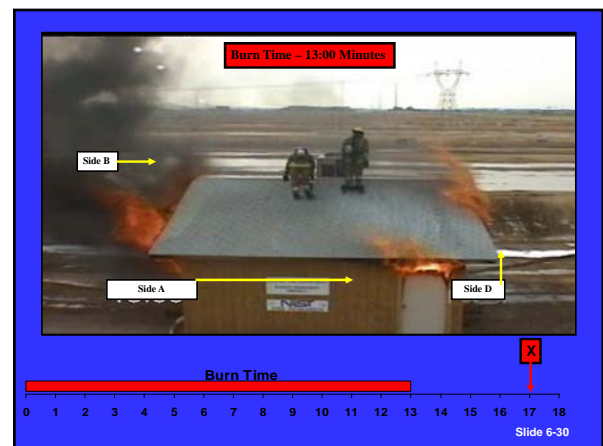 Burn Time – 13:00 Minutes
Side B
Side A
Side D
NIST
X
Burn Time
0 1 2 3 4 5 6 7 8 9 10 11 12 13 14 15 16 17 18
Slide 6-30